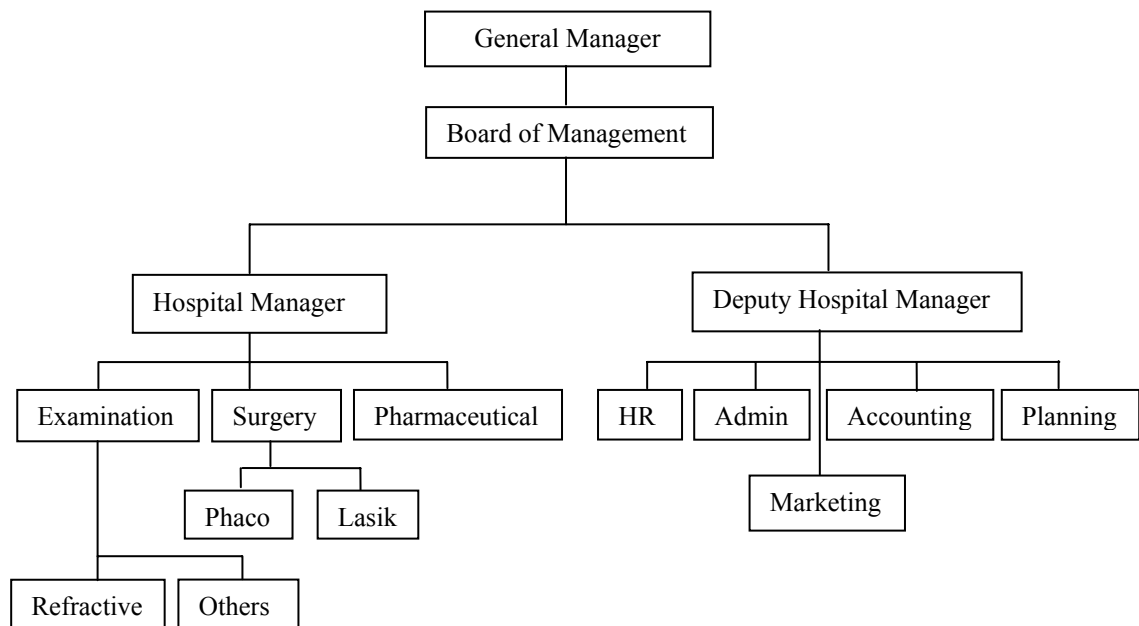 General Manager
Board of Management
Hospital Manager
Deputy Hospital Manager
Examination
Surgery
Pharmaceutical
HR
Admin
Accounting
Planning
Phaco
Lasik
Marketing
Refractive
Others